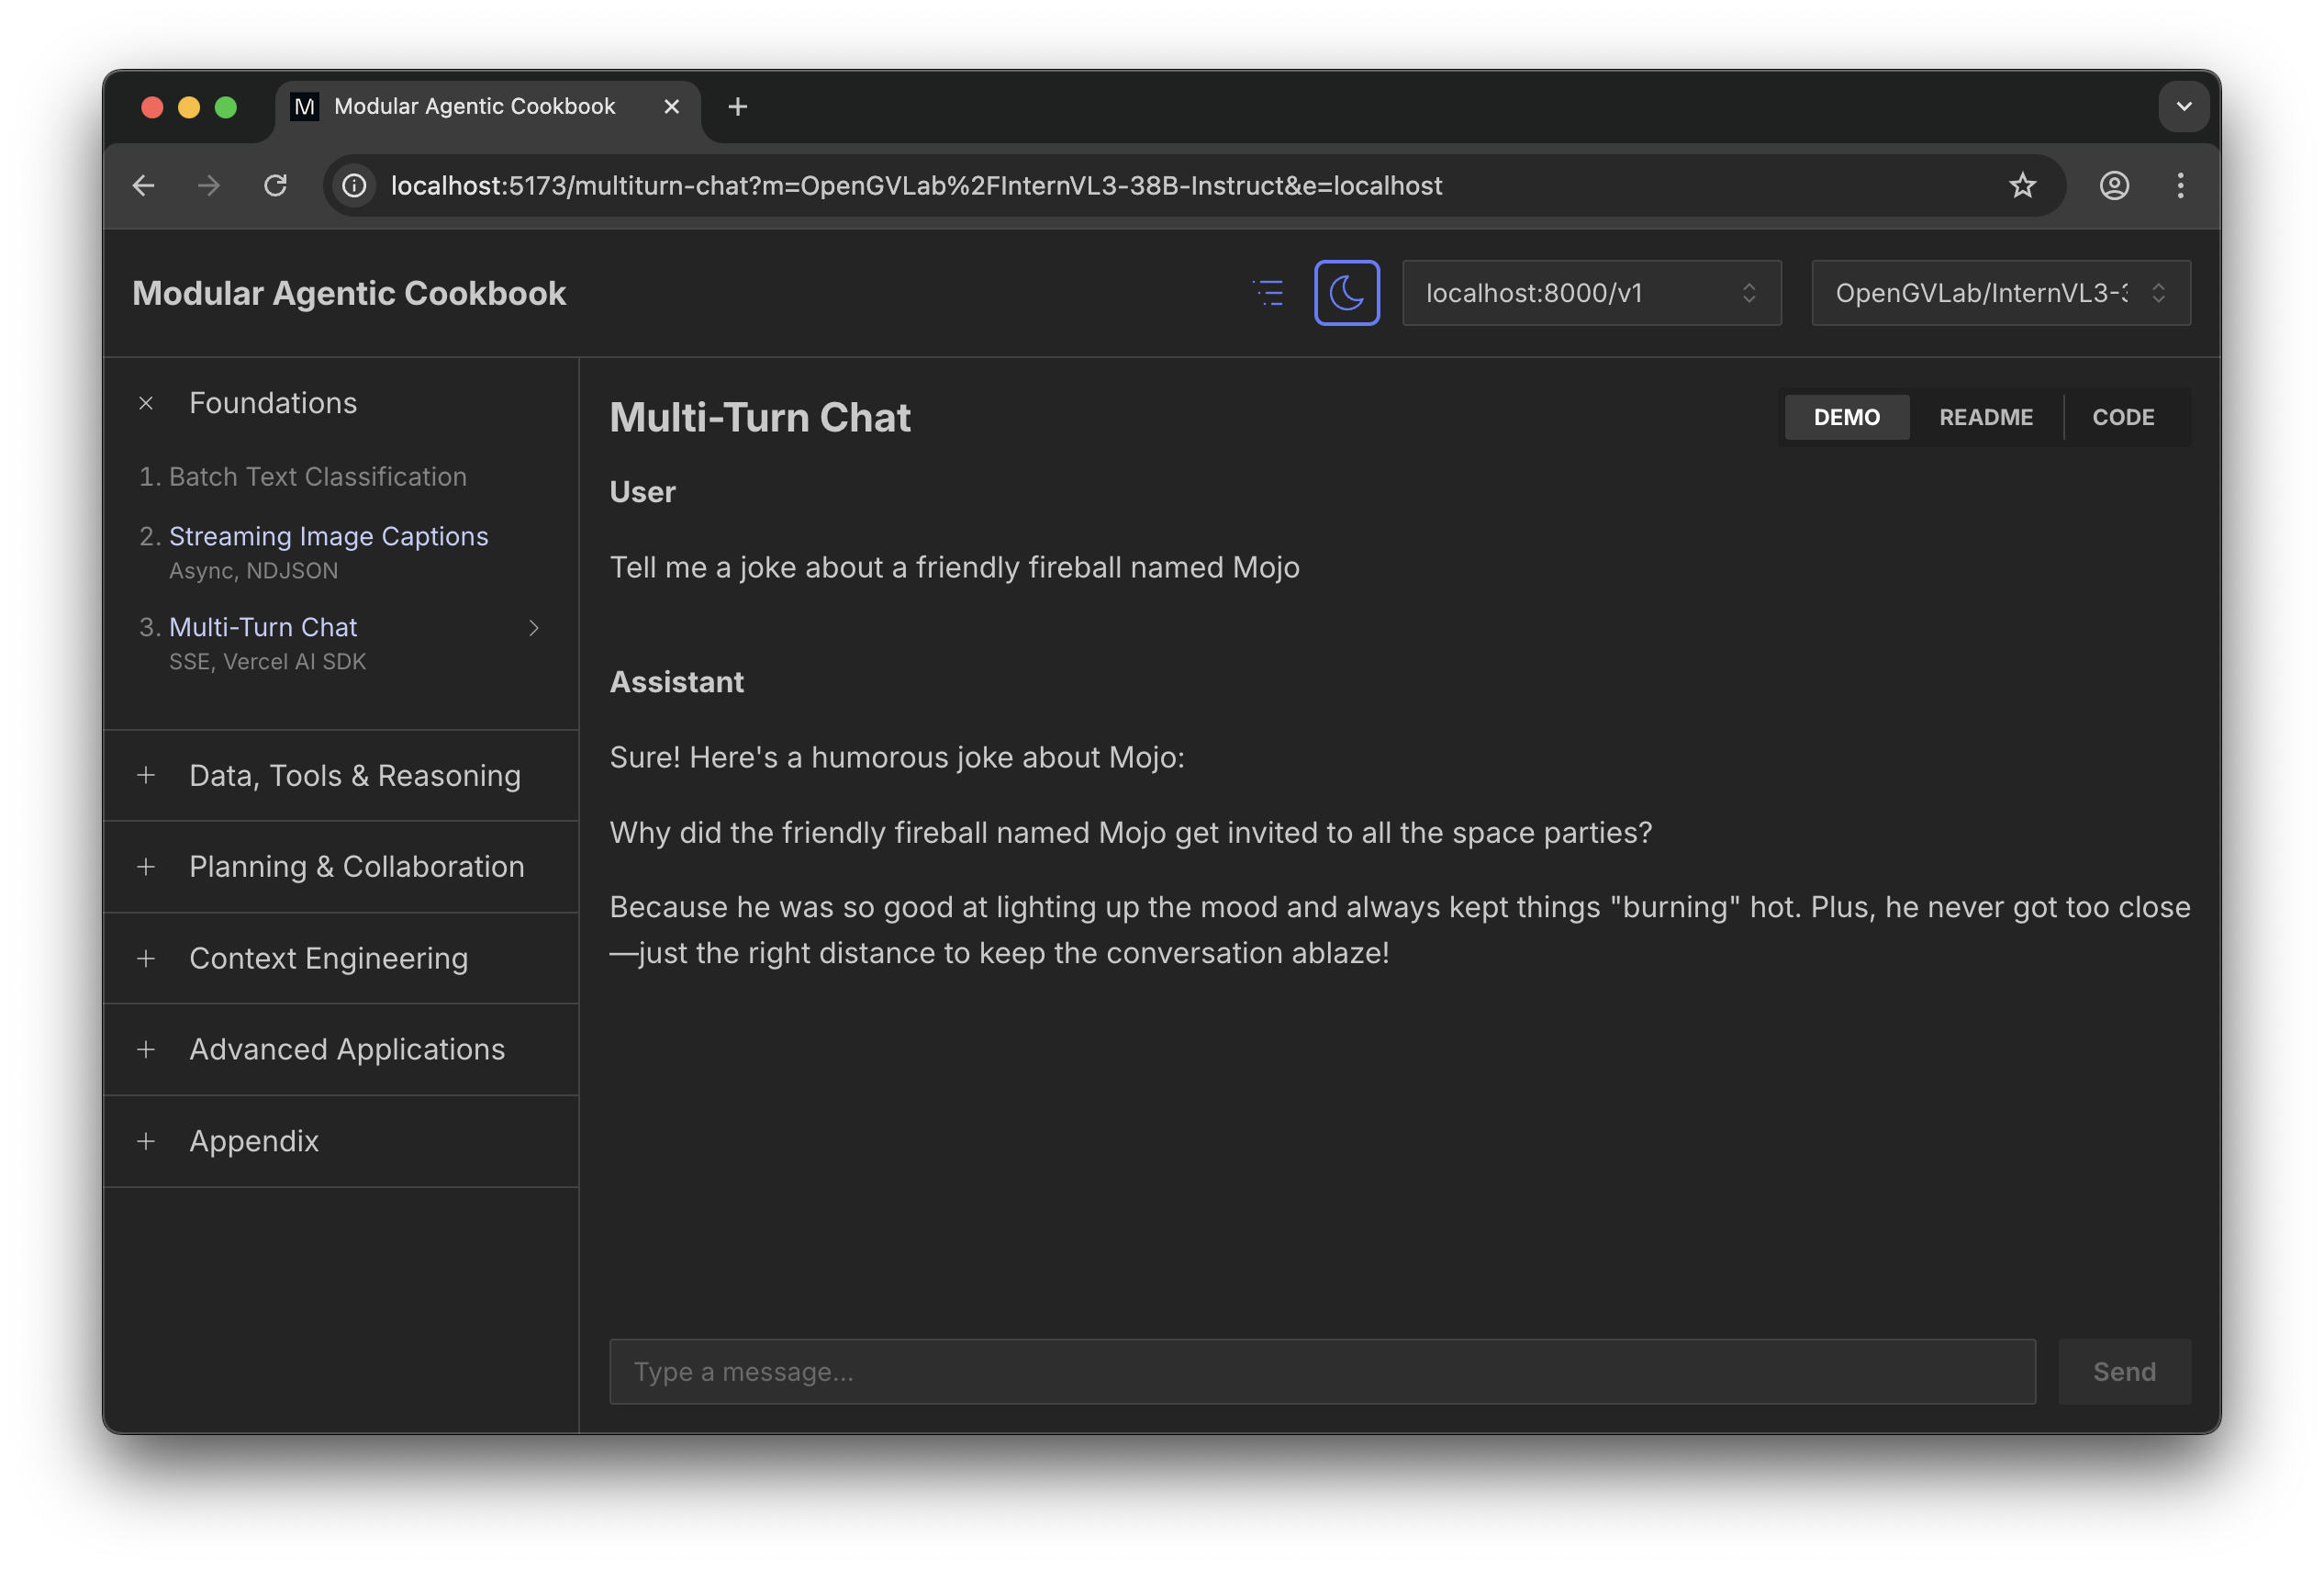 M Modular Agentic Cookbook
localhost:5173/multiturn-chat?m=OpenGVLab%2FInternVL3-38B-Instruct&e=localhost
Modular Agentic Cookbook
localhost:8000/v1
OpenGVLab/InternVL3-3
Foundations
1. Batch Text Classification
2. Streaming Image Captions
Async, NDJSON
3. Multi-Turn Chat
SSE, Vercel AI SDK
Data, Tools & Reasoning
Planning & Collaboration
Context Engineering
Advanced Applications
Appendix
Multi-Turn Chat
DEMO README CODE
User
Tell me a joke about a friendly fireball named Mojo
Assistant
Sure! Here's a humorous joke about Mojo:
Why did the friendly fireball named Mojo get invited to all the space parties?
Because he was so good at lighting up the mood and always kept things "burning" hot. Plus, he never got too close
—just the right distance to keep the conversation ablaze!
Type a message...
Send